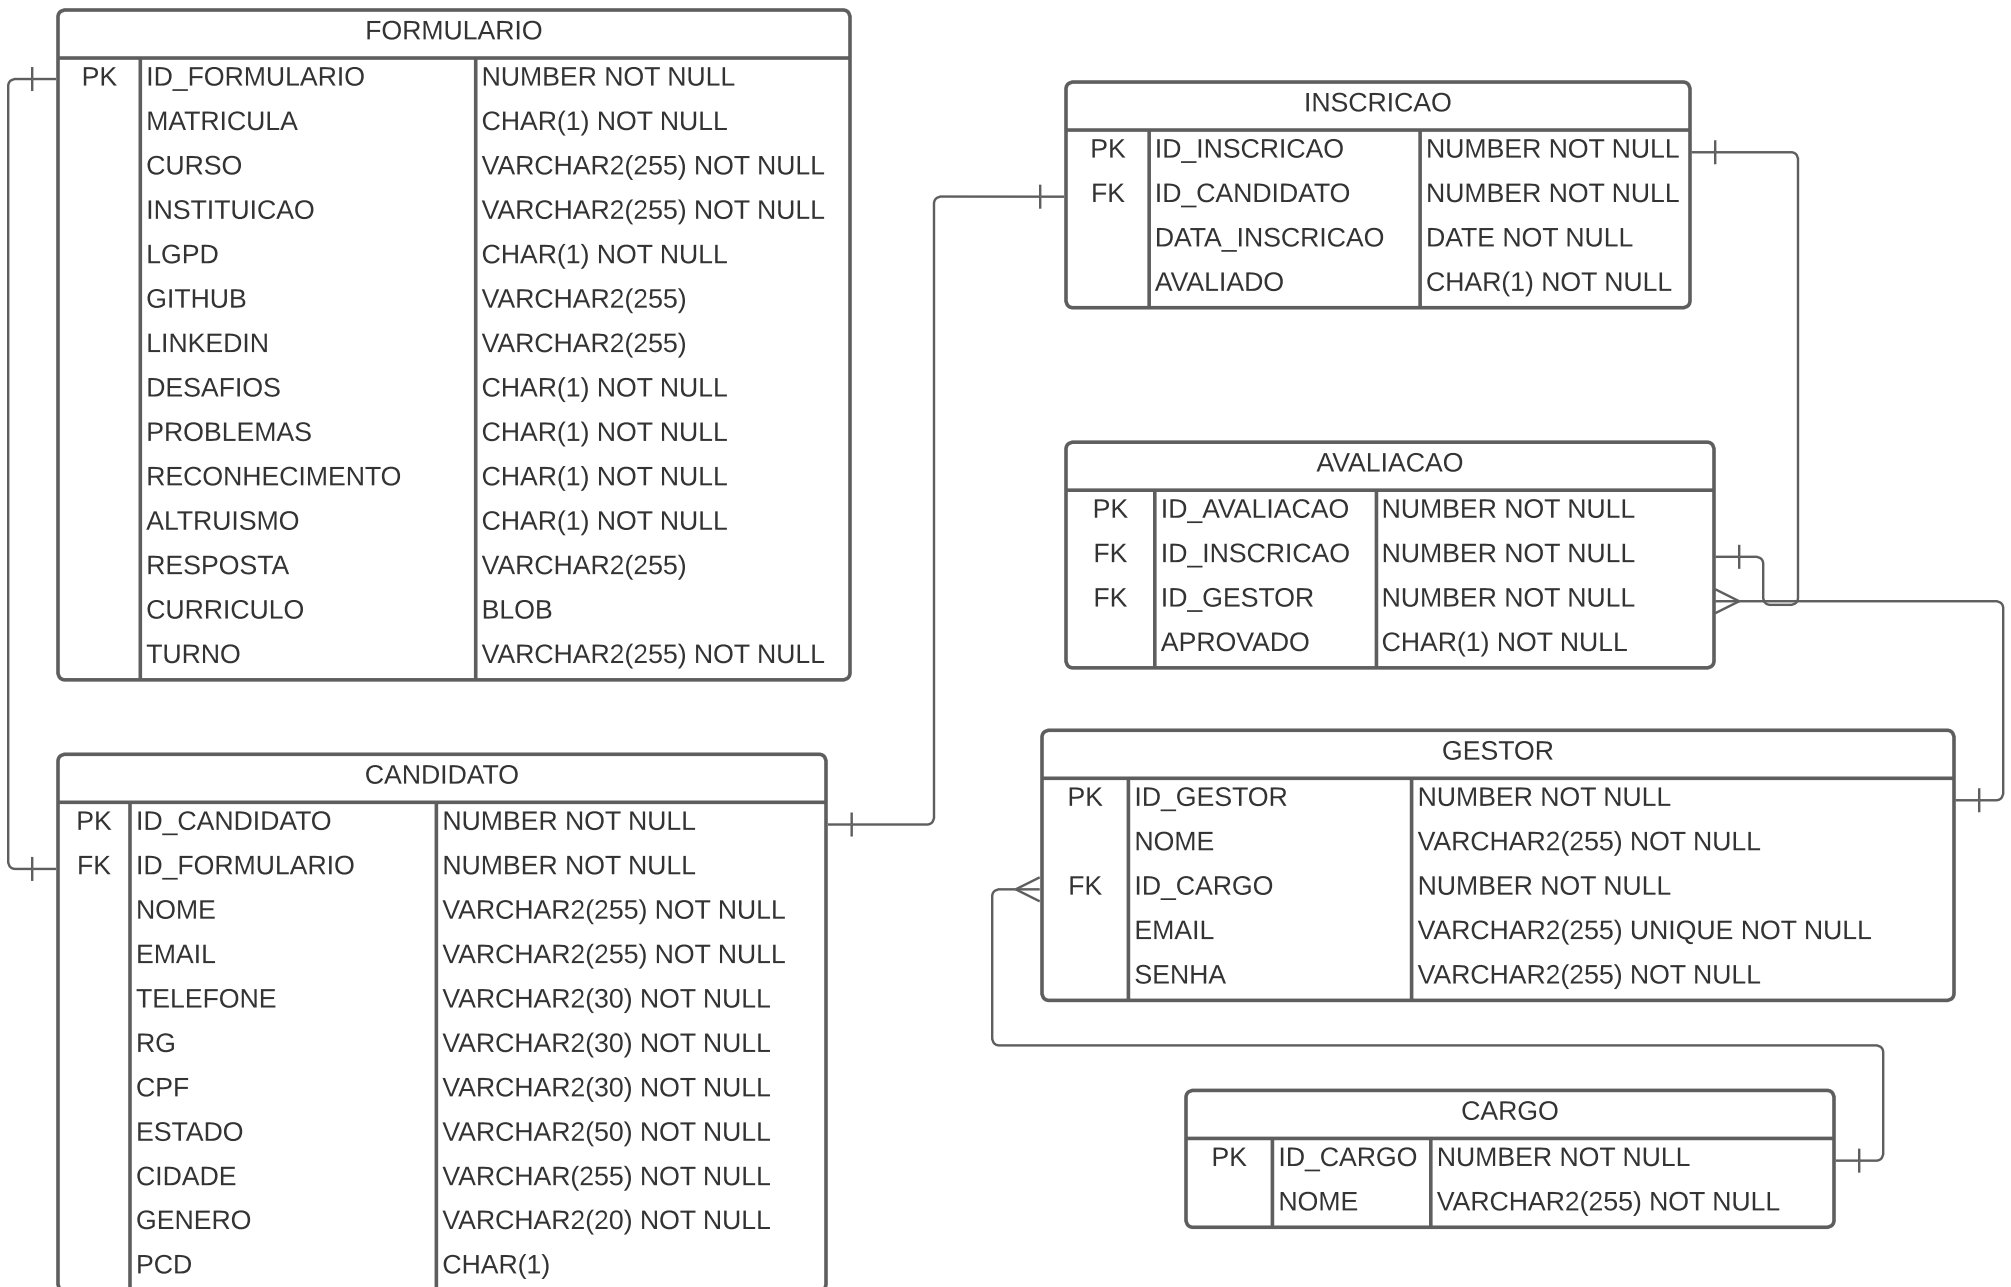 FORMULARIO
PK ID_FORMULARIO NUMBER NOT NULL
MATRICULA CHAR(1) NOT NULL
CURSO VARCHAR2(255) NOT NULL
INSTITUICAO VARCHAR2(255) NOT NULL
LGPD CHAR(1) NOT NULL
GITHUB VARCHAR2(255)
LINKEDIN VARCHAR2(255)
DESAFIOS CHAR(1) NOT NULL
PROBLEMAS CHAR(1) NOT NULL
RECONHECIMENTO CHAR(1) NOT NULL
ALTRUISMO CHAR(1) NOT NULL
RESPOSTA VARCHAR2(255)
CURRICULO BLOB
TURNO VARCHAR2(255) NOT NULL
CANDIDATO
PK ID_CANDIDATO NUMBER NOT NULL
FK ID_FORMULARIO NUMBER NOT NULL
NOME VARCHAR2(255) NOT NULL
EMAIL VARCHAR2(255) NOT NULL
TELEFONE VARCHAR2(30) NOT NULL
RG VARCHAR2(30) NOT NULL
CPF VARCHAR2(30) NOT NULL
ESTADO VARCHAR2(50) NOT NULL
CIDADE VARCHAR(255) NOT NULL
GENERO VARCHAR2(20) NOT NULL
PCD CHAR(1)
INSCRICAO
PK ID_INSCRICAO NUMBER NOT NULL
FK ID_CANDIDATO NUMBER NOT NULL
DATA_INSCRICAO DATE NOT NULL
AVALIADO CHAR(1) NOT NULL
AVALIACAO
PK ID_AVALIACAO NUMBER NOT NULL
FK ID_INSCRICAO NUMBER NOT NULL
FK ID_GESTOR NUMBER NOT NULL
APROVADO CHAR(1) NOT NULL
GESTOR
PK ID_GESTOR NUMBER NOT NULL
NOME VARCHAR2(255) NOT NULL
FK ID_CARGO NUMBER NOT NULL
EMAIL VARCHAR2(255) UNIQUE NOT NULL
SENHA VARCHAR2(255) NOT NULL
CARGO
PK ID_CARGO NUMBER NOT NULL
NOME VARCHAR2(255) NOT NULL